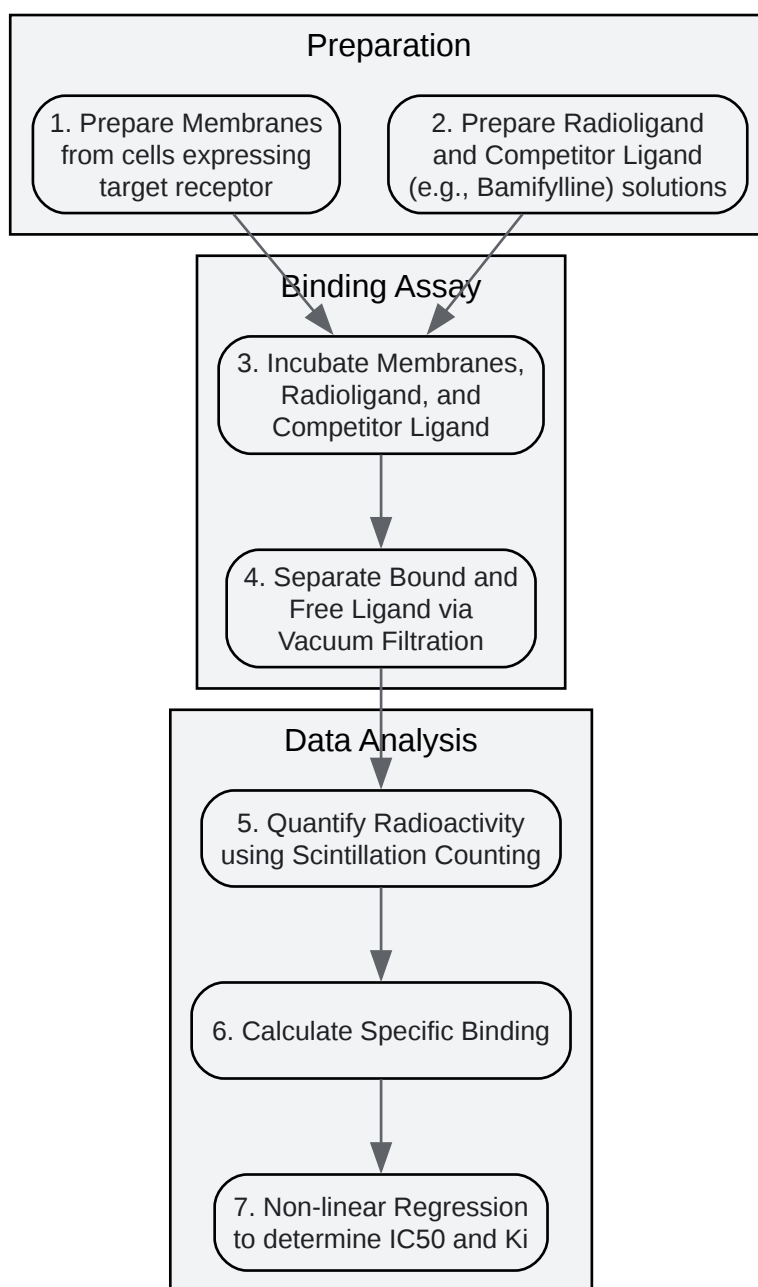 Preparation
1. Prepare Membranes
from cells expressing
target receptor
2. Prepare Radioligand
and Competitor Ligand
(e.g., Bamifylline) solutions
Binding Assay
3. Incubate Membranes,
Radioligand, and
Competitor Ligand
4. Separate Bound and
Free Ligand via
Vacuum Filtration
Data Analysis
5. Quantify Radioactivity
using Scintillation Counting
6. Calculate Specific Binding
7. Non-linear Regression
to determine IC50 and Ki